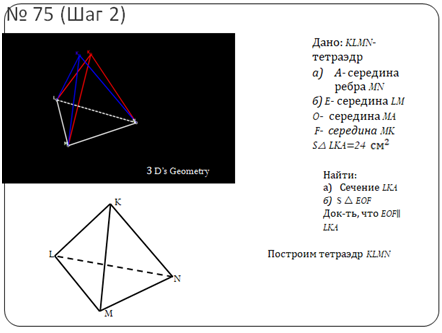 № 75 (Шаг 2)
3 D's Geometry
K
L
N
M
Дано: KLMN-
тетраэдр
а) A- середина
ребра MN
б) E- середина LM
O- середина MA
F- середина MK
S△ LKA=24 см²
Найти:
а) Сечение LKA
б) S △ EOF
Док-ть, что EOF||
LKA
Построим тетраэдр KLMN